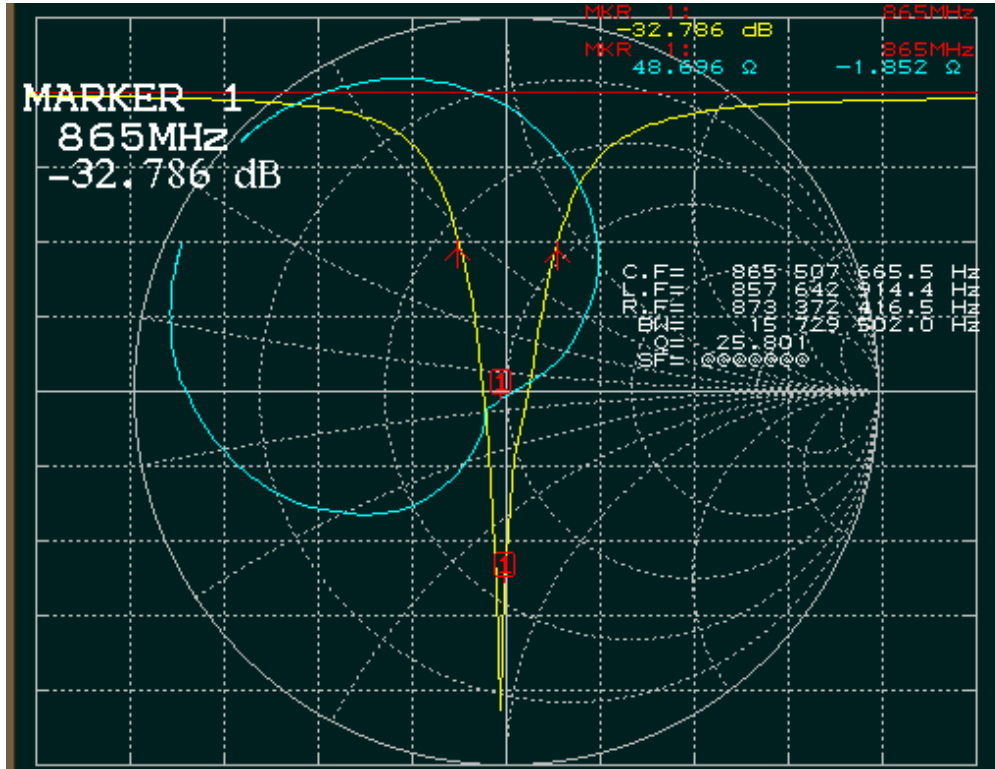 MKR 1: 865MHz
-32.786 dB
MKR 1: 865MHz
48.696 Ω -1.852 Ω
MARKER 1
865MHz
-32.786 dB
C.F= 865 507 665.5 Hz
L.F= 857 642 914.4 Hz
R.F= 873 372 416.5 Hz
BW= 15 729 502.0 Hz
Q= 25.801
SF= @@@@@@@
1
1